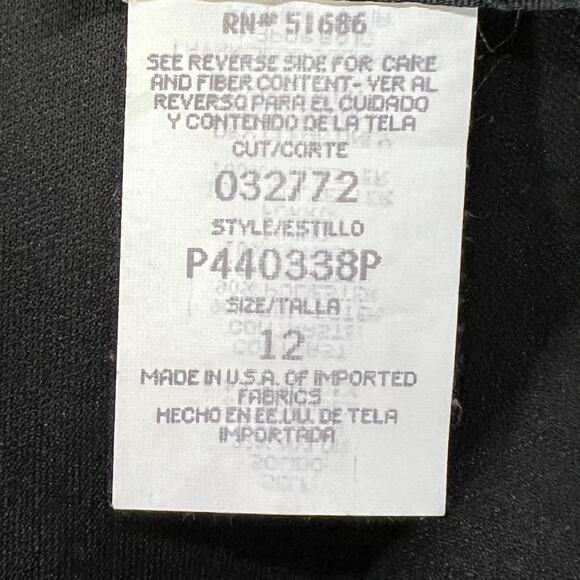 RN# 51686
SEE REVERSE SIDE FOR CARE
AND FIBER CONTENT- VER AL
REVERSO PARA EL CUIDADO
Y CONTENIDO DE LA TELA
CUT/CORTE
032772
STYLE/ESTILLO
P440338P
SIZE/TALLA
12
MADE IN U.S.A. OF IMPORTED
FABRICS
HECHO EN EE.UU. DE TELA
IMPORTADA